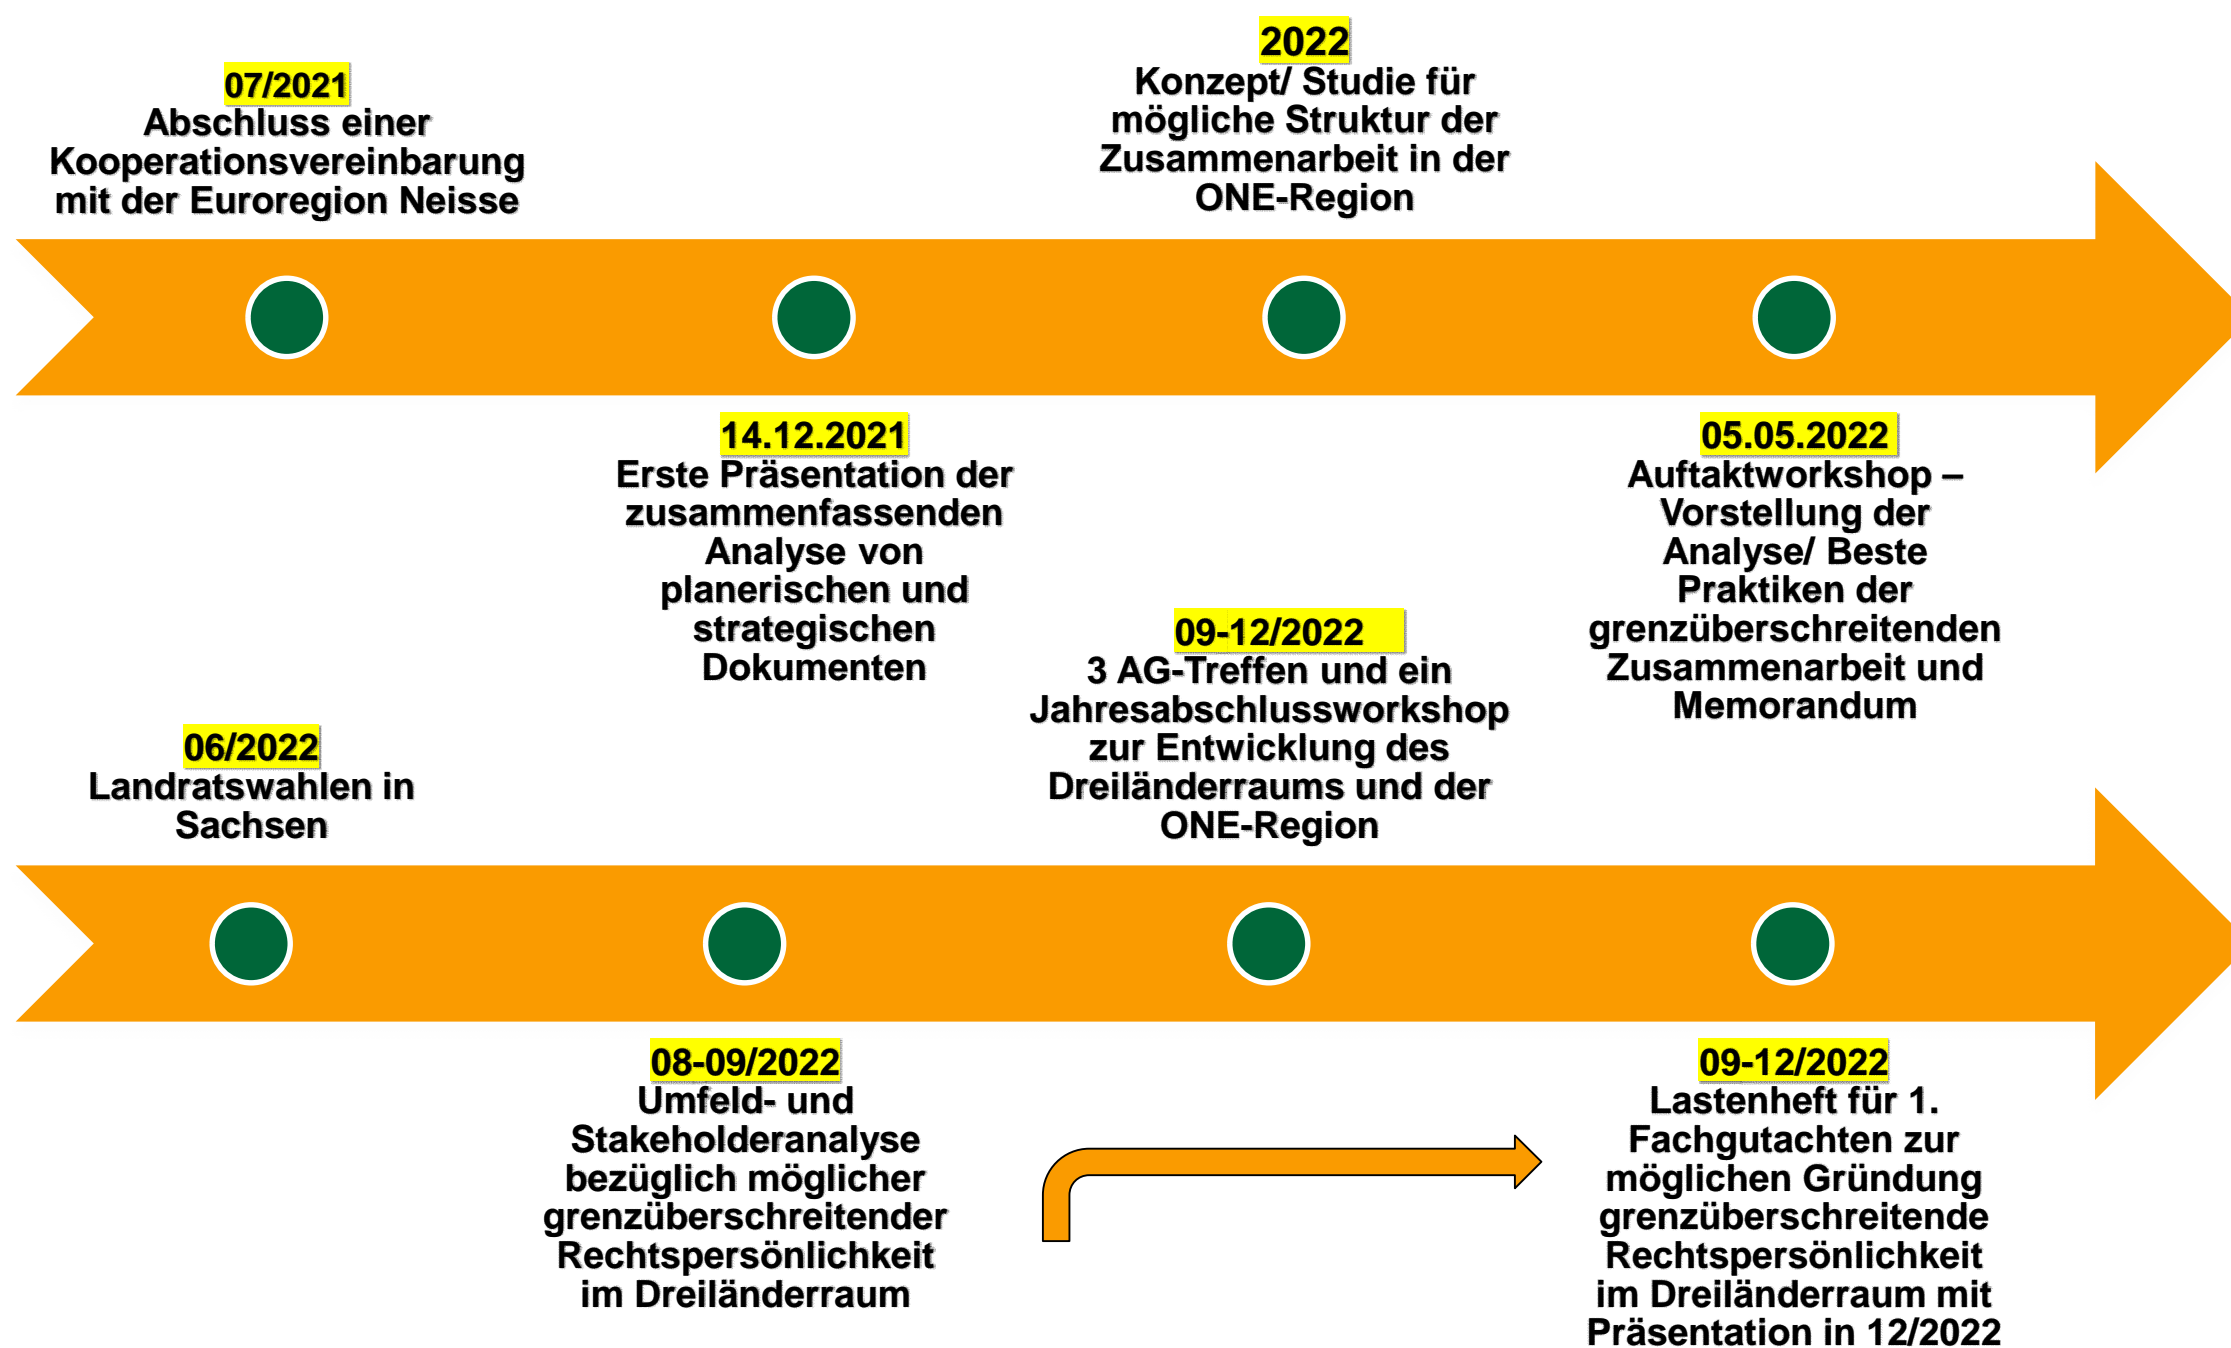 07/2021
Abschluss einer
Kooperationsvereinbarung
mit der Euroregion Neisse
14.12.2021
Erste Präsentation der
zusammenfassenden
Analyse von
planerischen und
strategischen
Dokumenten
2022
Konzept/ Studie für
mögliche Struktur der
Zusammenarbeit in der
ONE-Region
05.05.2022
Auftaktworkshop –
Vorstellung der
Analyse/ Beste
Praktiken der
grenzüberschreitenden
Zusammenarbeit und
Memorandum
06/2022
Landratswahlen in
Sachsen
08-09/2022
Umfeld- und
Stakeholderanalyse
bezüglich möglicher
grenzüberschreitender
Rechtspersönlichkeit
im Dreiländerraum
09-12/2022
3 AG-Treffen und ein
Jahresabschlussworkshop
zur Entwicklung des
Dreiländerraums und der
ONE-Region
09-12/2022
Lastenheft für 1.
Fachgutachten zur
möglichen Gründung
grenzüberschreitende
Rechtspersönlichkeit
im Dreiländerraum mit
Präsentation in 12/2022